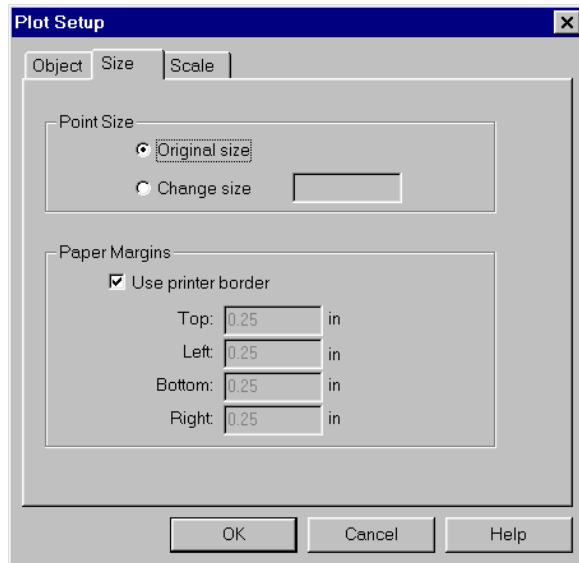 Plot Setup
Object Size Scale
Point Size
Original size
Change size
Paper Margins
Use printer border
Top: 0.25 in
Left: 0.25 in
Bottom: 0.25 in
Right: 0.25 in
OK Cancel Help